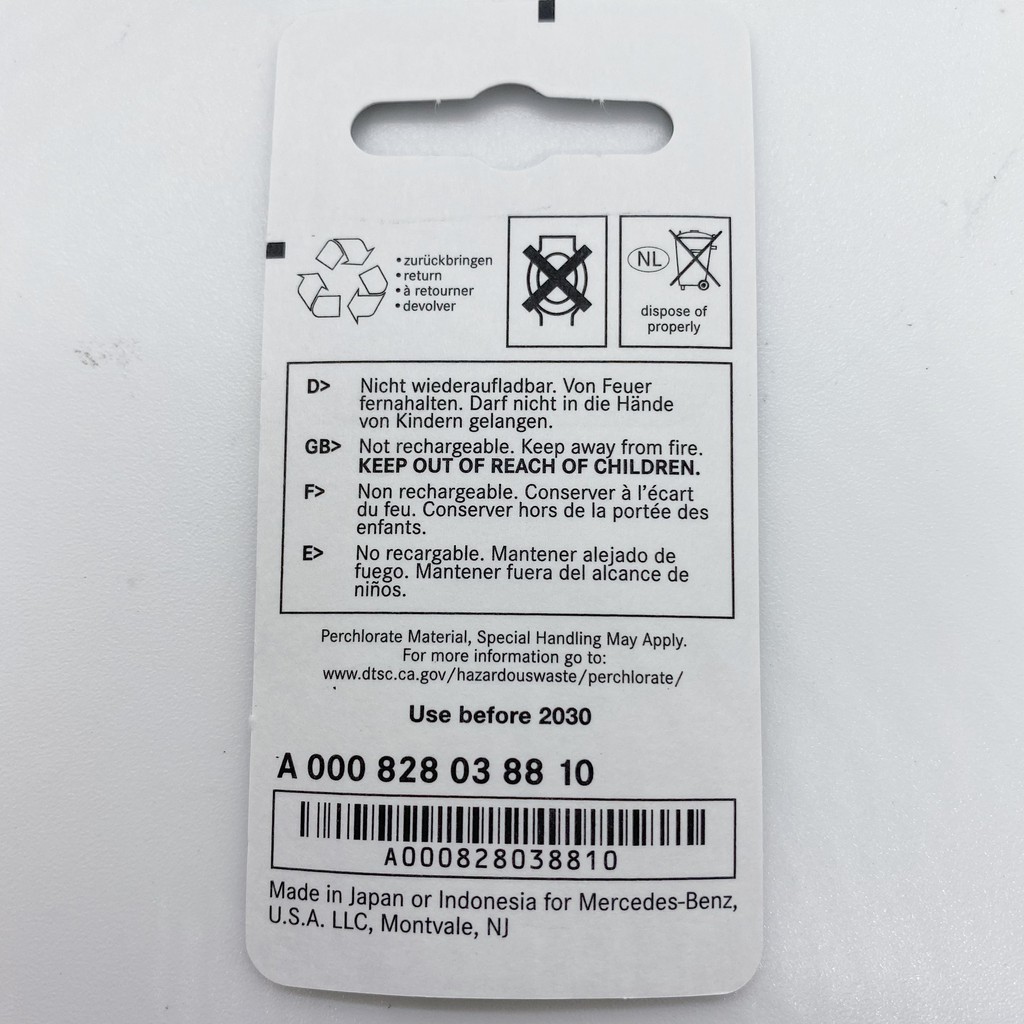 • zurückbringen
• return
• à retourner
• devolver
NL
dispose of
properly
D> Nicht wiederaufladbar. Von Feuer
fernahalten. Darf nicht in die Hände
von Kindern gelangen.
GB> Not rechargeable. Keep away from fire.
KEEP OUT OF REACH OF CHILDREN.
F> Non rechargeable. Conserver à l'écart
du feu. Conserver hors de la portée des
enfants.
E> No recargable. Mantener alejado de
fuego. Mantener fuera del alcance de
niños.
Perchlorate Material, Special Handling May Apply.
For more information go to:
www.dtsc.ca.gov/hazardouswaste/perchlorate/
Use before 2030
A 000 828 03 88 10
A000828038810
Made in Japan or Indonesia for Mercedes-Benz,
U.S.A. LLC, Montvale, NJ